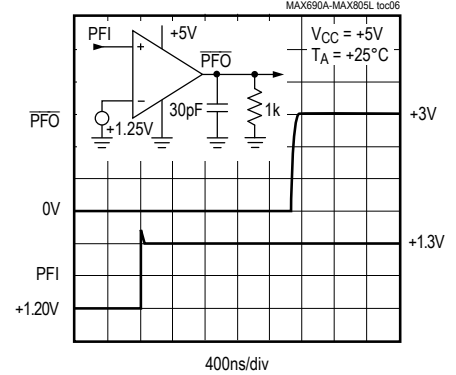 MAX690A-MAX805L toc06
PFI
+5V
VCC = +5V
TA = +25°C
PFO
+
−
30pF
1k
+1.25V
PFO
+3V
0V
+1.3V
PFI
+1.20V
400ns/div